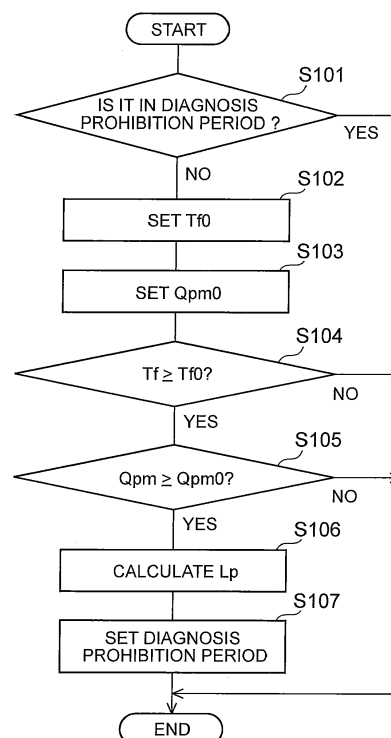 START
S101
IS IT IN DIAGNOSIS
PROHIBITION PERIOD ?
YES
NO
S102
SET Tf0
S103
SET Qpm0
S104
Tf ≥ Tf0?
NO
YES
S105
Qpm ≥ Qpm0?
NO
YES
S106
CALCULATE Lp
S107
SET DIAGNOSIS
PROHIBITION PERIOD
END